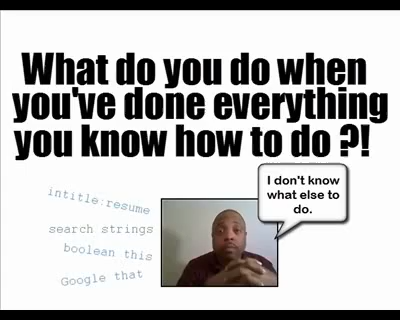 What do you do when
you've done everything
you know how to do ?!
I don't know
what else to
do.
intitle:resume
search strings
boolean this
Google that